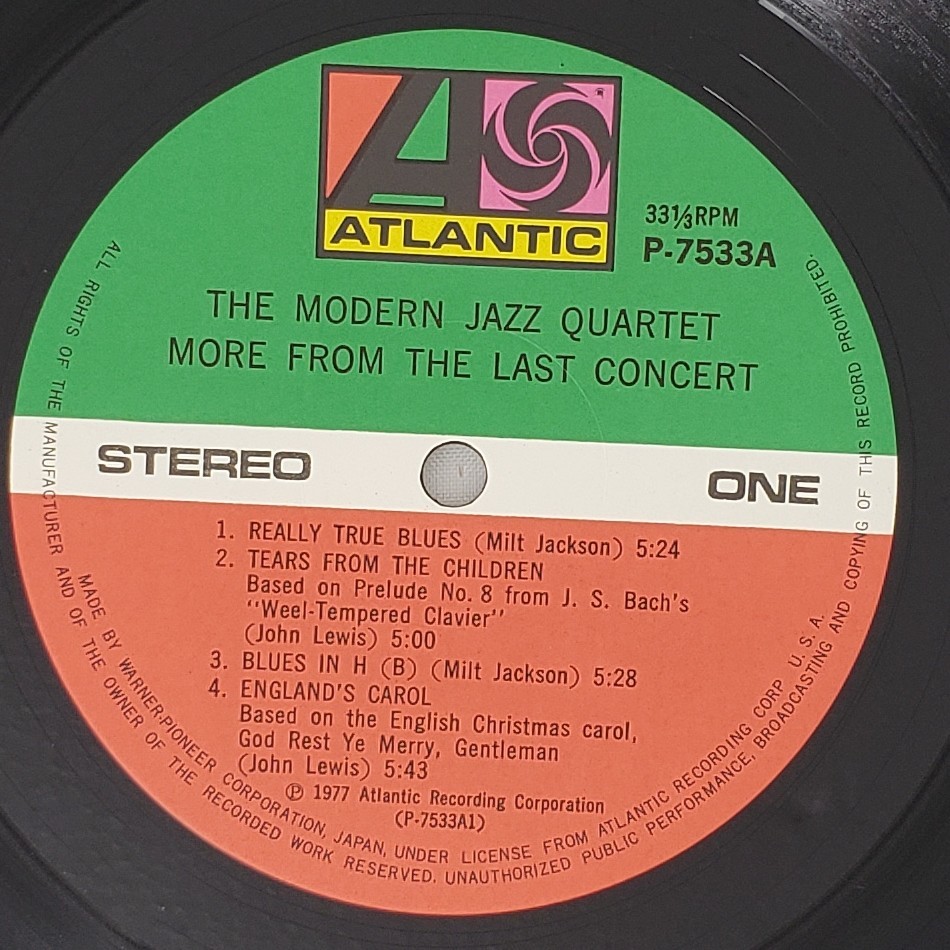 A
ATLANTIC
33⅓RPM
P-7533A
THE MODERN JAZZ QUARTET
MORE FROM THE LAST CONCERT
STEREO
ONE
1. REALLY TRUE BLUES (Milt Jackson) 5:24
2. TEARS FROM THE CHILDREN
Based on Prelude No. 8 from J. S. Bach's
"Weel-Tempered Clavier"
(John Lewis) 5:00
3. BLUES IN H (B) (Milt Jackson) 5:28
4. ENGLAND'S CAROL
Based on the English Christmas carol,
God Rest Ye Merry, Gentleman
(John Lewis) 5:43
℗ 1977 Atlantic Recording Corporation
(P-7533A1)
MADE BY WARNER-PIONEER CORPORATION, JAPAN, UNDER LICENSE FROM ATLANTIC RECORDING CORP U. S. A.
ALL RIGHTS OF THE MANUFACTURER AND OF THE OWNER OF THE RECORDED WORK RESERVED. UNAUTHORIZED PUBLIC PERFORMANCE, BROADCASTING AND COPYING OF THIS RECORD PROHIBITED.